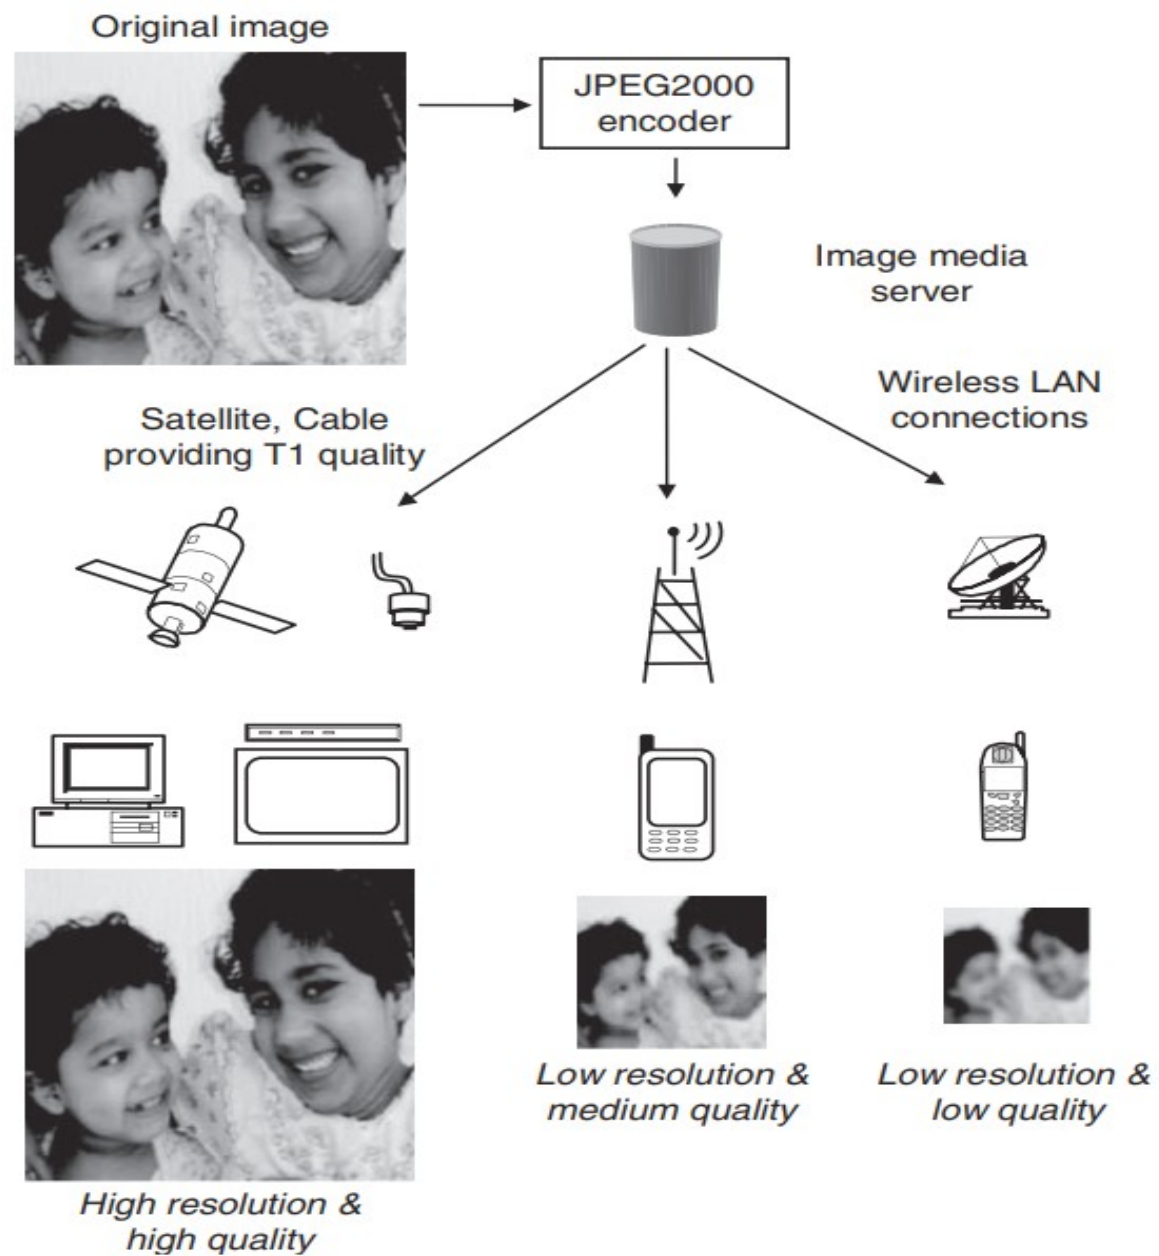 Original image
JPEG2000
encoder
Image media
server
Wireless LAN
connections
Satellite, Cable
providing T1 quality
Low resolution &
medium quality
Low resolution &
low quality
High resolution &
high quality